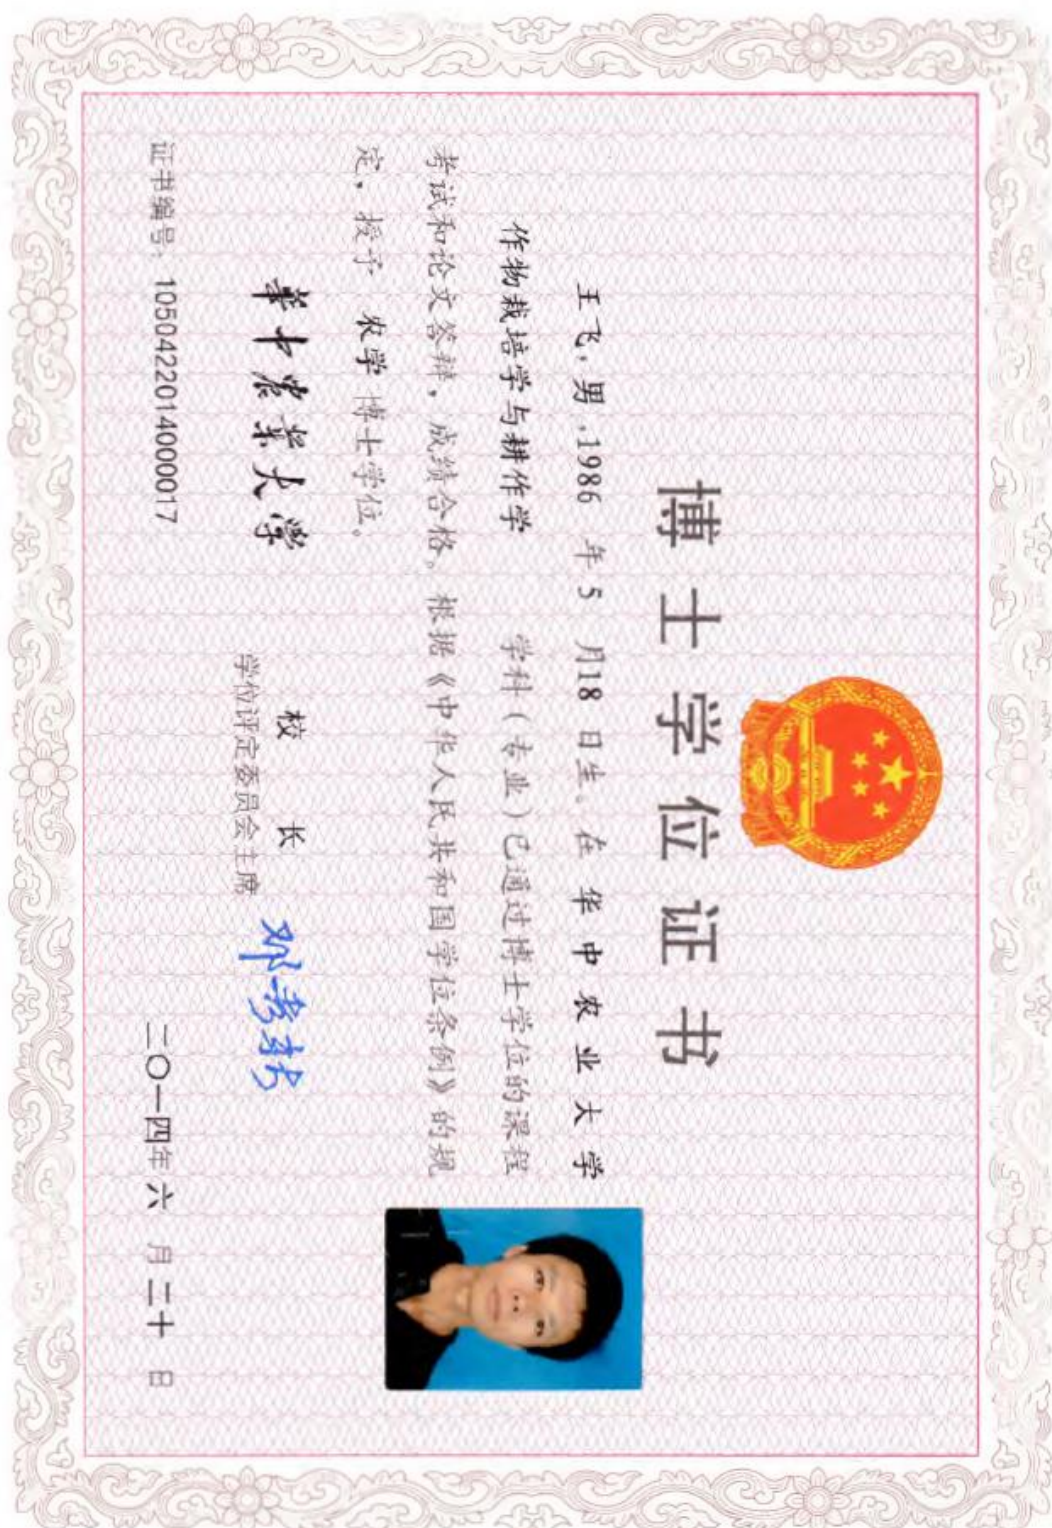 博士学位证书
王飞,男,1986 年 5 月18 日生。在 华中农业大学
作物栽培学与耕作学 学科(专业)已通过博士学位的课程
考试和论文答辩,成绩合格。根据《中华人民共和国学位条例》的规
定,授予 农学 博士学位。
华中农业大学
校 长
学位评定委员会主席
邓秀新
证书编号:1050422014000017
二〇一四年 六 月 二十 日